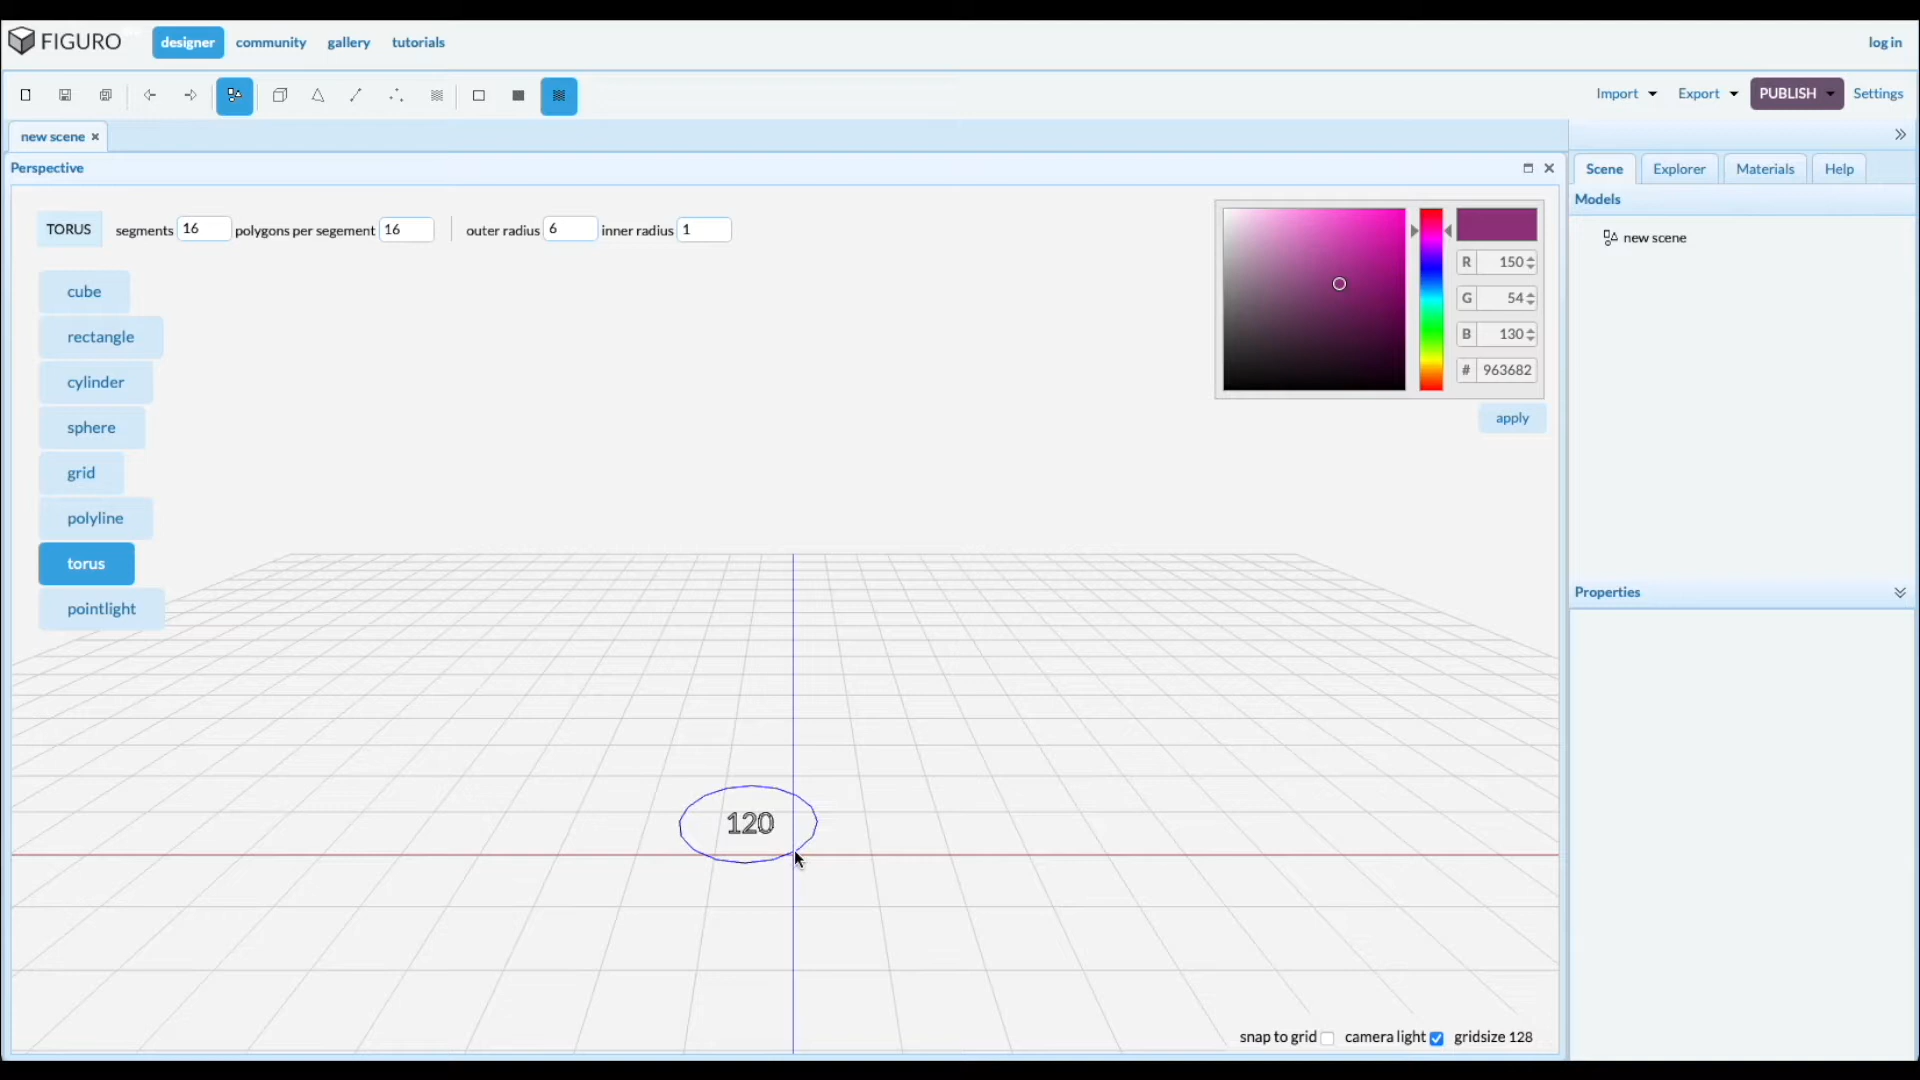 FIGURO designer community gallery tutorials log in
Import Export PUBLISH Settings
new scene
Perspective
Scene Explorer Materials Help
Models
new scene
TORUS segments 16 polygons per segement 16 outer radius 6 inner radius 1
R 150
G 54
B 130
# 963682
apply
cube
rectangle
cylinder
sphere
grid
polyline
torus
pointlight
Properties
120
snap to grid camera light gridsize 128